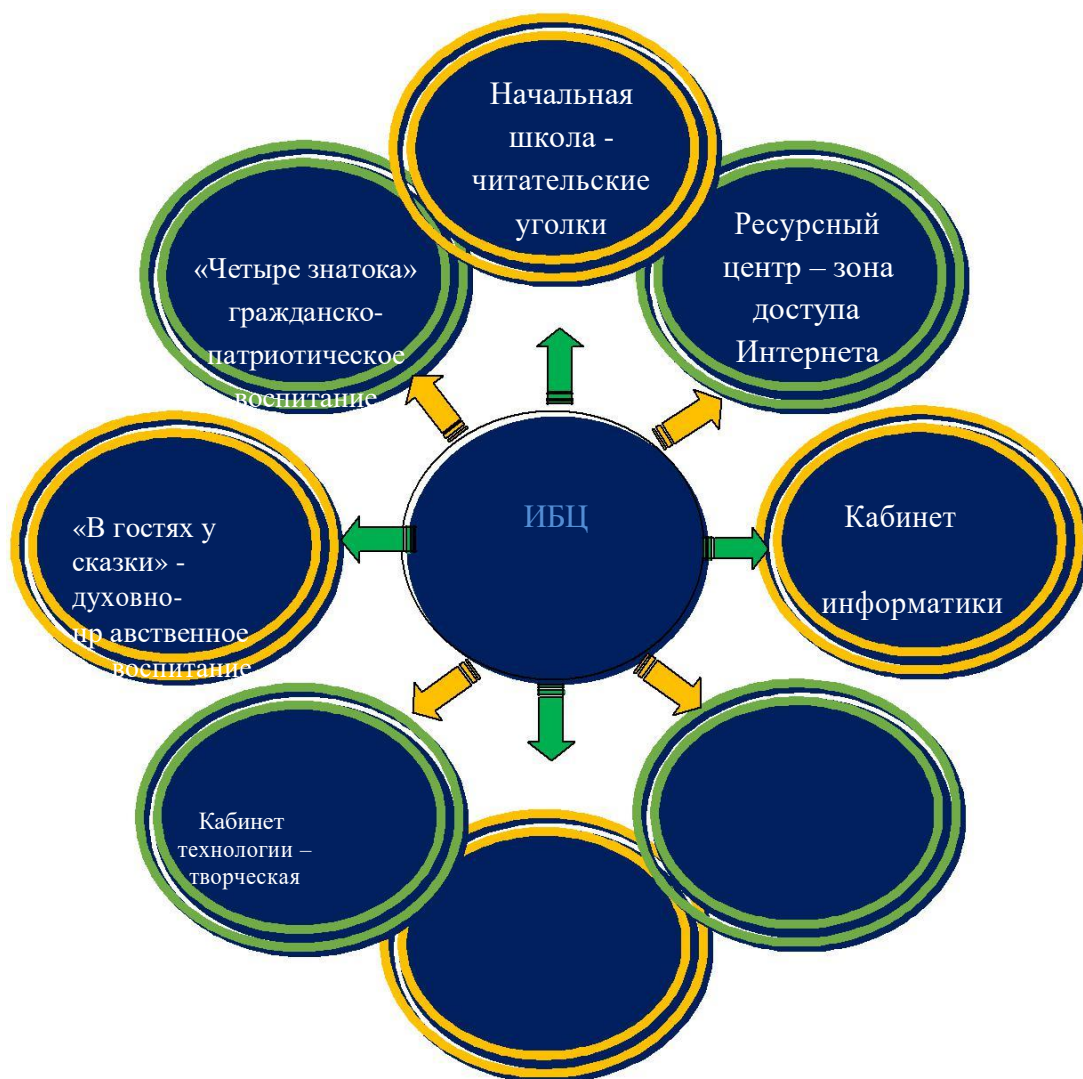 Начальная
школа -
читательские
уголки
Ресурсный
центр – зона
доступа
Интернета
«Четыре знатока»
гражданско-
патриотическое
воспитание
ИБЦ
Кабинет
информатики
«В гостях у
сказки» -
духовно-
нр авственное
воспитание
Кабинет
технологии –
творческая